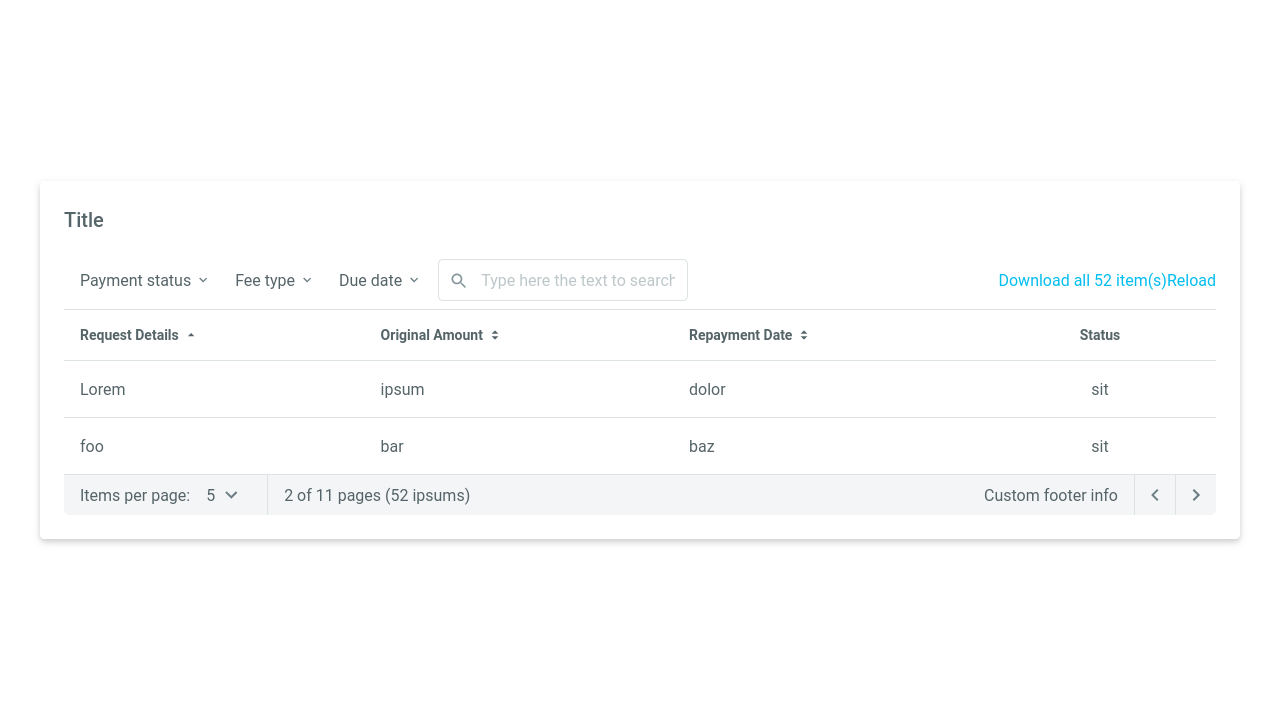 Title
Payment status Fee type Due date Type here the text to search Download all 52 item(s)Reload
Request Details Original Amount Repayment Date Status
Lorem ipsum dolor sit
foo bar baz sit
Items per page: 5 2 of 11 pages (52 ipsums) Custom footer info